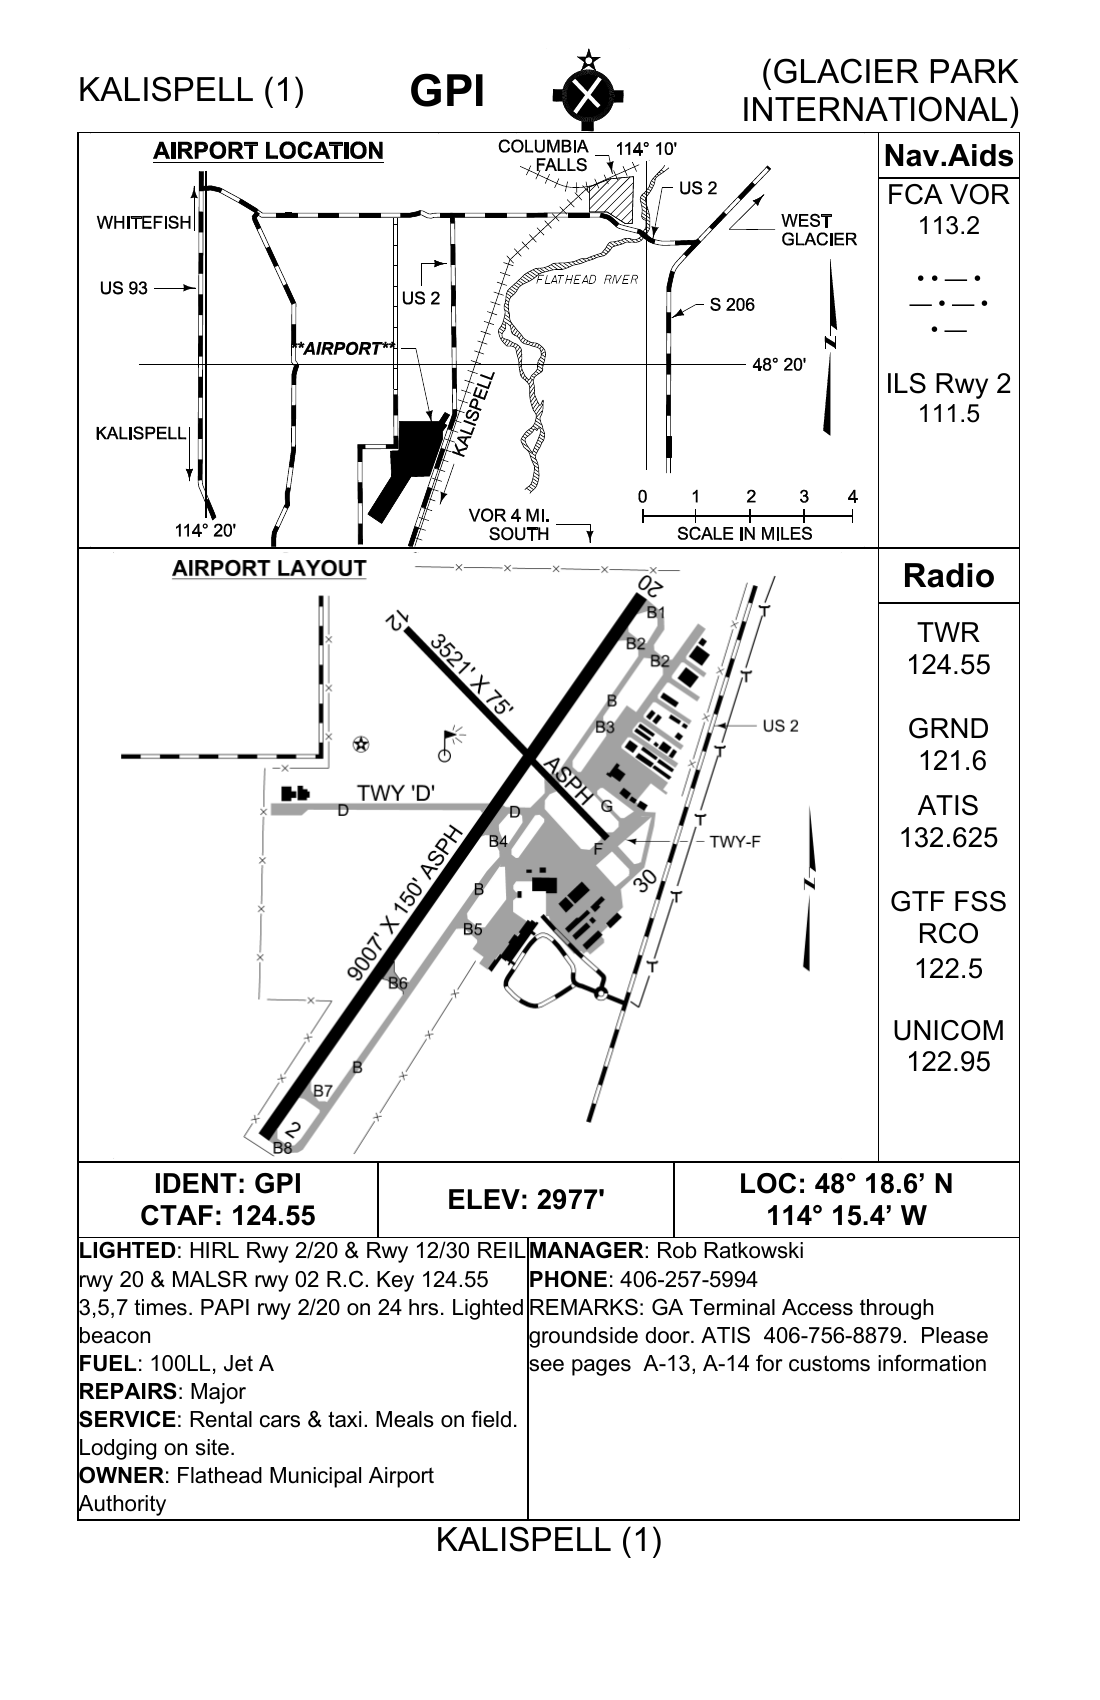 KALISPELL (1)
GPI
(GLACIER PARK
INTERNATIONAL)
AIRPORT LOCATION
COLUMBIA
FALLS
114° 10'
US 2
WHITEFISH
WEST
GLACIER
US 93
US 2
FLATHEAD RIVER
S 206
**AIRPORT**
N
48° 20'
KALISPELL
KALISPELL
114° 20'
VOR 4 MI.
SOUTH
0 1 2 3 4
SCALE IN MILES
Nav.Aids
FCA VOR
113.2
• • — •
— • — •
• —
ILS Rwy 2
111.5
AIRPORT LAYOUT
20
B1
12
3521' X 75'
B2
B2
B
B3
US 2
ASPH
TWY 'D'
D
D
G
B4
F
TWY-F
9007' X 150' ASPH
B
30
N
B5
B6
B
B7
2
B8
Radio
TWR
124.55
GRND
121.6
ATIS
132.625
GTF FSS
RCO
122.5
UNICOM
122.95
IDENT: GPI
CTAF: 124.55
ELEV: 2977'
LOC: 48° 18.6’ N
114° 15.4’ W
LIGHTED: HIRL Rwy 2/20 & Rwy 12/30 REIL
rwy 20 & MALSR rwy 02 R.C. Key 124.55
3,5,7 times. PAPI rwy 2/20 on 24 hrs. Lighted
beacon
FUEL: 100LL, Jet A
REPAIRS: Major
SERVICE: Rental cars & taxi. Meals on field.
Lodging on site.
OWNER: Flathead Municipal Airport
Authority
MANAGER: Rob Ratkowski
PHONE: 406-257-5994
REMARKS: GA Terminal Access through
groundside door. ATIS  406-756-8879.  Please
see pages  A-13, A-14 for customs information
KALISPELL (1)